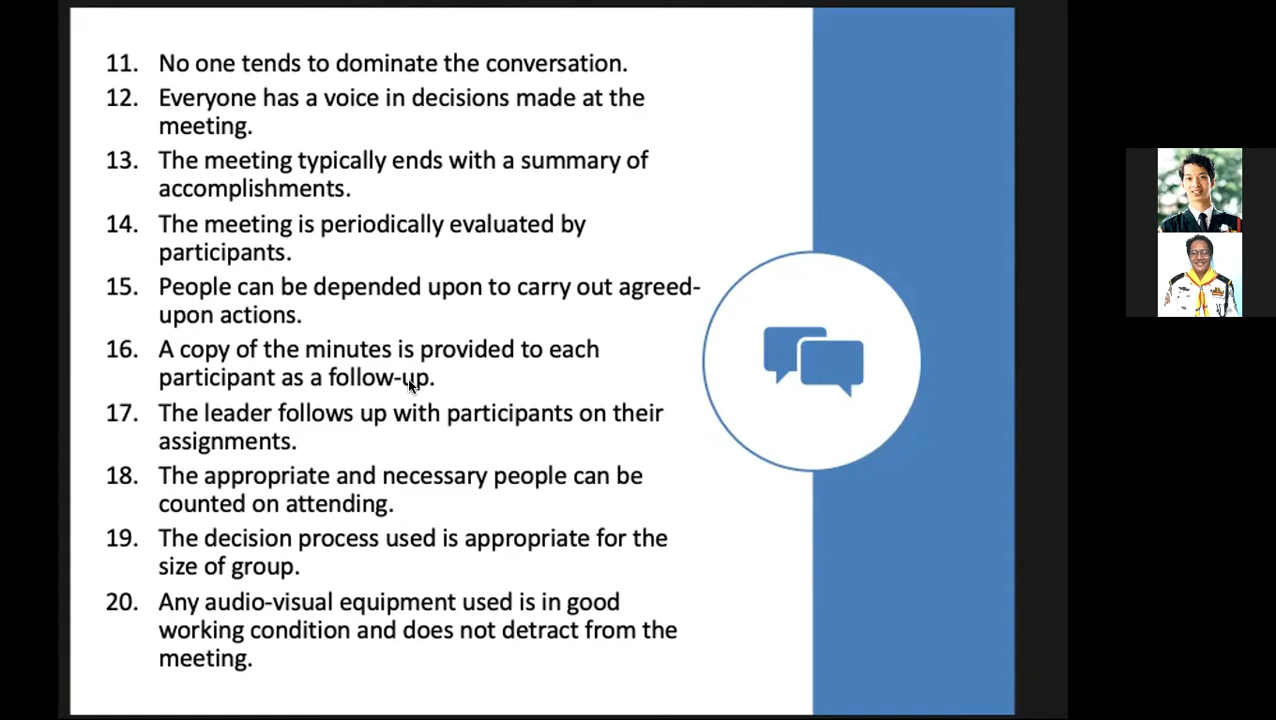 11. No one tends to dominate the conversation.
12. Everyone has a voice in decisions made at the
meeting.
13. The meeting typically ends with a summary of
accomplishments.
14. The meeting is periodically evaluated by
participants.
15. People can be depended upon to carry out agreed-
upon actions.
16. A copy of the minutes is provided to each
participant as a follow-up.
17. The leader follows up with participants on their
assignments.
18. The appropriate and necessary people can be
counted on attending.
19. The decision process used is appropriate for the
size of group.
20. Any audio-visual equipment used is in good
working condition and does not detract from the
meeting.